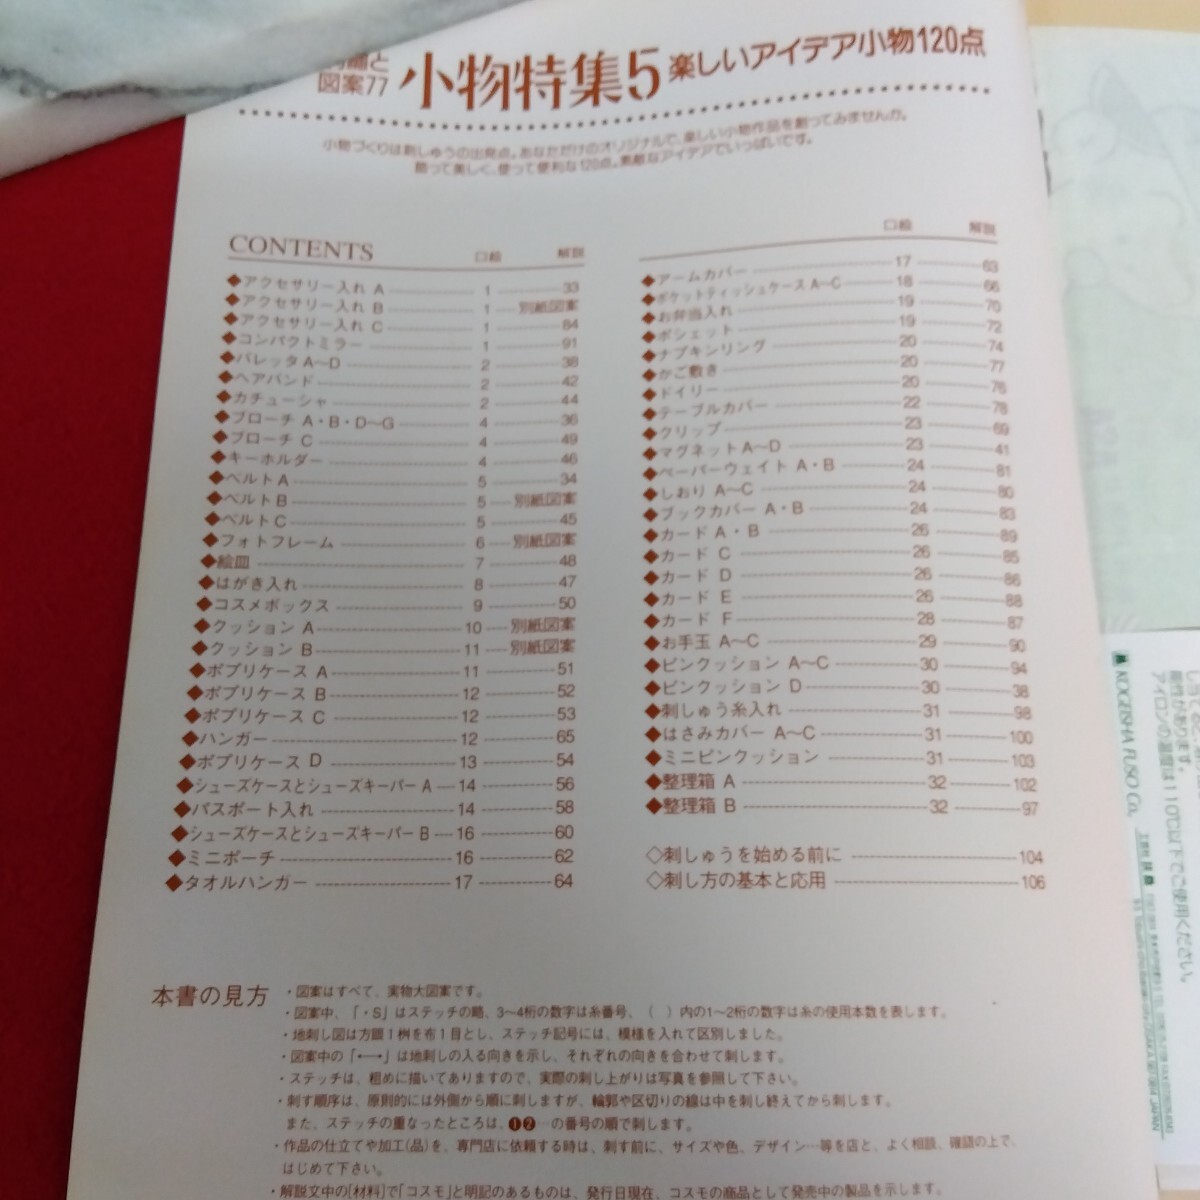 図案77 小物特集5 楽しいアイデア小物120点
小物づくりは刺しゅうの出発点。あなただけのオリジナルで、楽しい小物作品を創ってみませんか。
飾って美しく、使って便利な120点。素敵なアイデアでいっぱいです。
CONTENTS 口絵 解説
◆アクセサリー入れ A 1 33
◆アクセサリー入れ B 1 別紙図案
◆アクセサリー入れ C 1 84
◆コンパクトミラー 1 91
◆バレッタ A〜D 2 38
◆ヘアバンド 2 42
◆カチューシャ 2 44
◆ブローチ A・B・D〜G 4 36
◆ブローチ C 4 49
◆キーホルダー 4 46
◆ベルト A 5 34
◆ベルト B 5 別紙図案
◆ベルト C 5 45
◆フォトフレーム 6 別紙図案
◆絵皿 7 48
◆はがき入れ 8 47
◆コスメボックス 9 50
◆クッション A 10 別紙図案
◆クッション B 11 別紙図案
◆ポプリケース A 11 51
◆ポプリケース B 12 52
◆ポプリケース C 12 53
◆ハンガー 12 65
◆ポプリケース D 13 54
◆シューズケースとシューズキーパー A 14 56
◆パスポート入れ 14 58
◆シューズケースとシューズキーパー B 16 60
◆ミニポーチ 16 62
◆タオルハンガー 17 64
口絵 解説
◆アームカバー 17 63
◆ポケットティッシュケース A〜C 18 66
◆お弁当入れ 19 70
◆ポシェット 19 72
◆ナプキンリング 20 74
◆かご敷き 20 77
◆ドイリー 20 76
◆テーブルカバー 22 78
◆クリップ 23 69
◆マグネット A〜D 23 41
◆ペーパーウェイト A・B 24 81
◆しおり A〜C 24 80
◆ブックカバー A・B 24 83
◆カード A・B 26 89
◆カード C 26 85
◆カード D 26 86
◆カード E 26 88
◆カード F 28 87
◆お手玉 A〜C 29 90
◆ピンクッション A〜C 30 94
◆ピンクッション D 30 38
◆刺しゅう糸入れ 31 98
◆はさみカバー A〜C 31 100
◆ミニピンクッション 31 103
◆整理箱 A 32 102
◆整理箱 B 32 97
◇刺しゅうを始める前に 104
◇刺し方の基本と応用 106
本書の見方 ・図案はすべて、実物大図案です。
・図案中、「・S」はステッチの略、3〜4桁の数字は糸番号、（　）内の1〜2桁の数字は糸の使用本数を表します。
・地刺し図は方眼1桝を布1目とし、ステッチ記号には、模様を入れて区別しました。
・図案中の「←→」は地刺しの入る向きを示し、それぞれの向きを合わせて刺します。
・ステッチは、粗めに描いてありますので、実際の刺し上がりは写真を参照して下さい。
・刺す順序は、原則的には外側から順に刺しますが、輪郭や区切りの線は中を刺し終えてから刺します。
また、ステッチの重なったところは、❶❷…の番号の順で刺します。
・作品の仕立てや加工(品)を、専門店に依頼する時は、刺す前に、サイズや色、デザイン…等を店と、よく相談、確認の上で、
はじめて下さい。
・解説文中の[材料]で「コスモ」と明記のあるものは、発行日現在、コスモの商品として発売中の製品を示します。
能性があります。
アイロンの温度は110℃以下でご使用ください。
KOGEISHA FUSO Co.